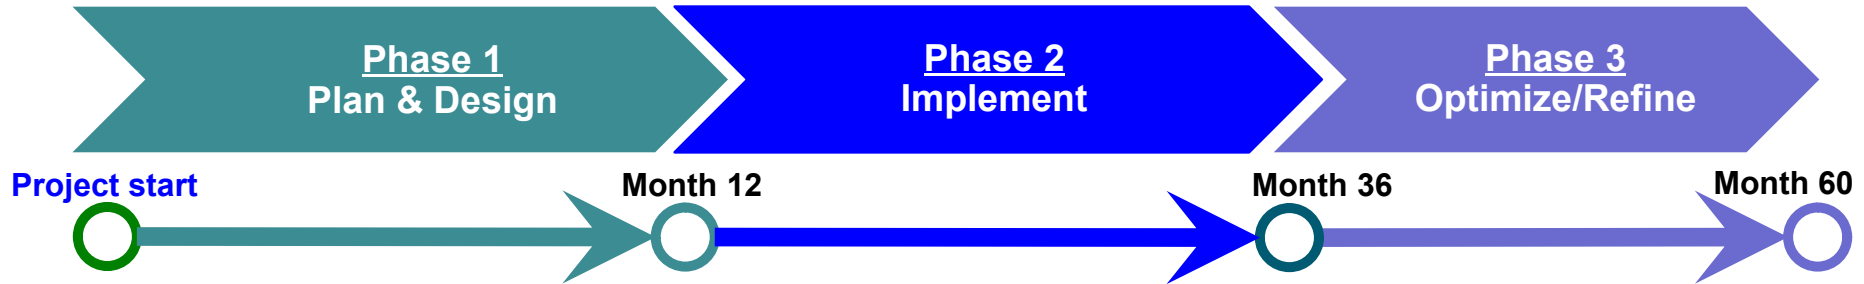 Phase 1
Plan & Design
Phase 2
Implement
Phase 3
Optimize/Refine
Project start
Month 12
Month 36
Month 60